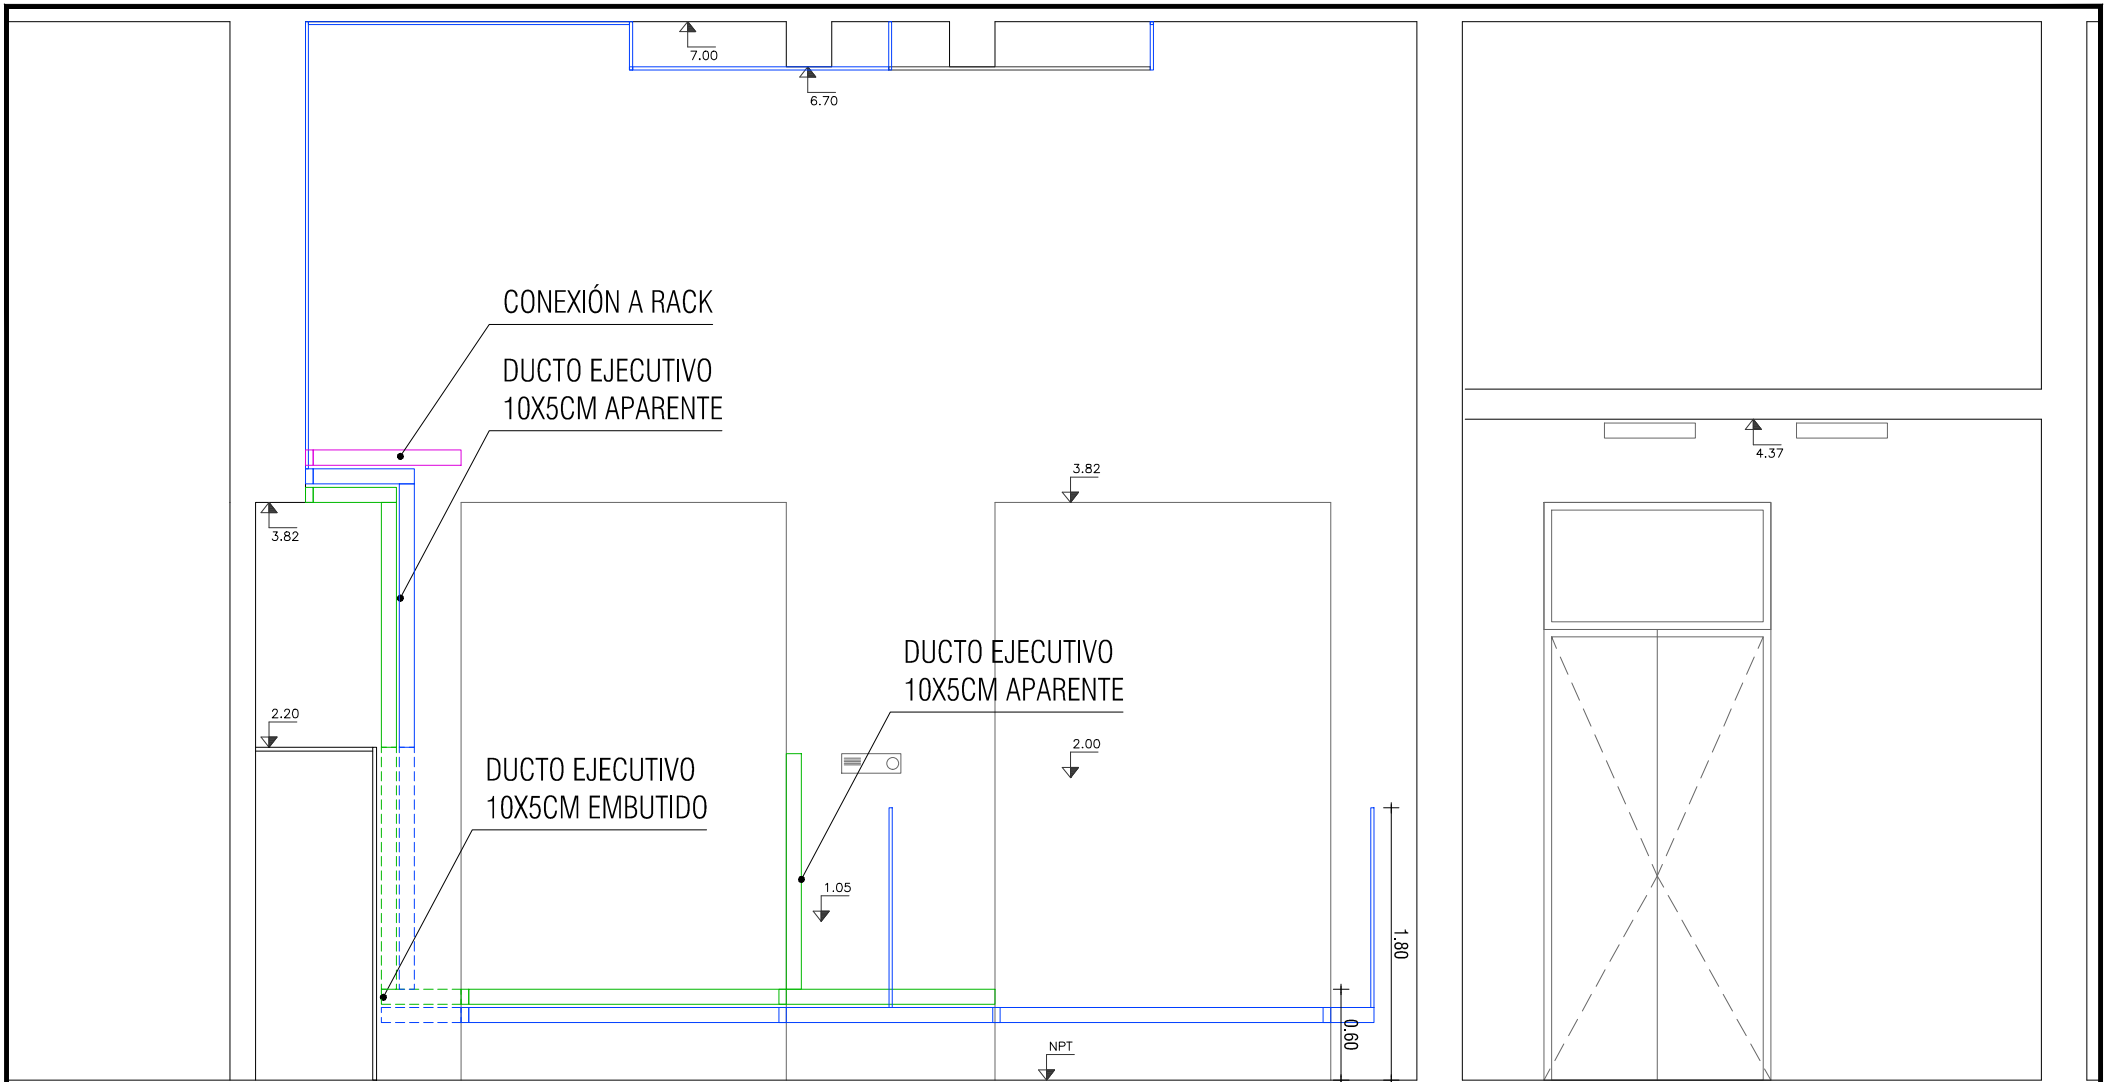 7.00
6.70
CONEXIÓN A RACK
DUCTO EJECUTIVO
10X5CM APARENTE
4.37
3.82
3.82
DUCTO EJECUTIVO
10X5CM APARENTE
2.20
2.00
DUCTO EJECUTIVO
10X5CM EMBUTIDO
1.05
1.80
0.60
NPT